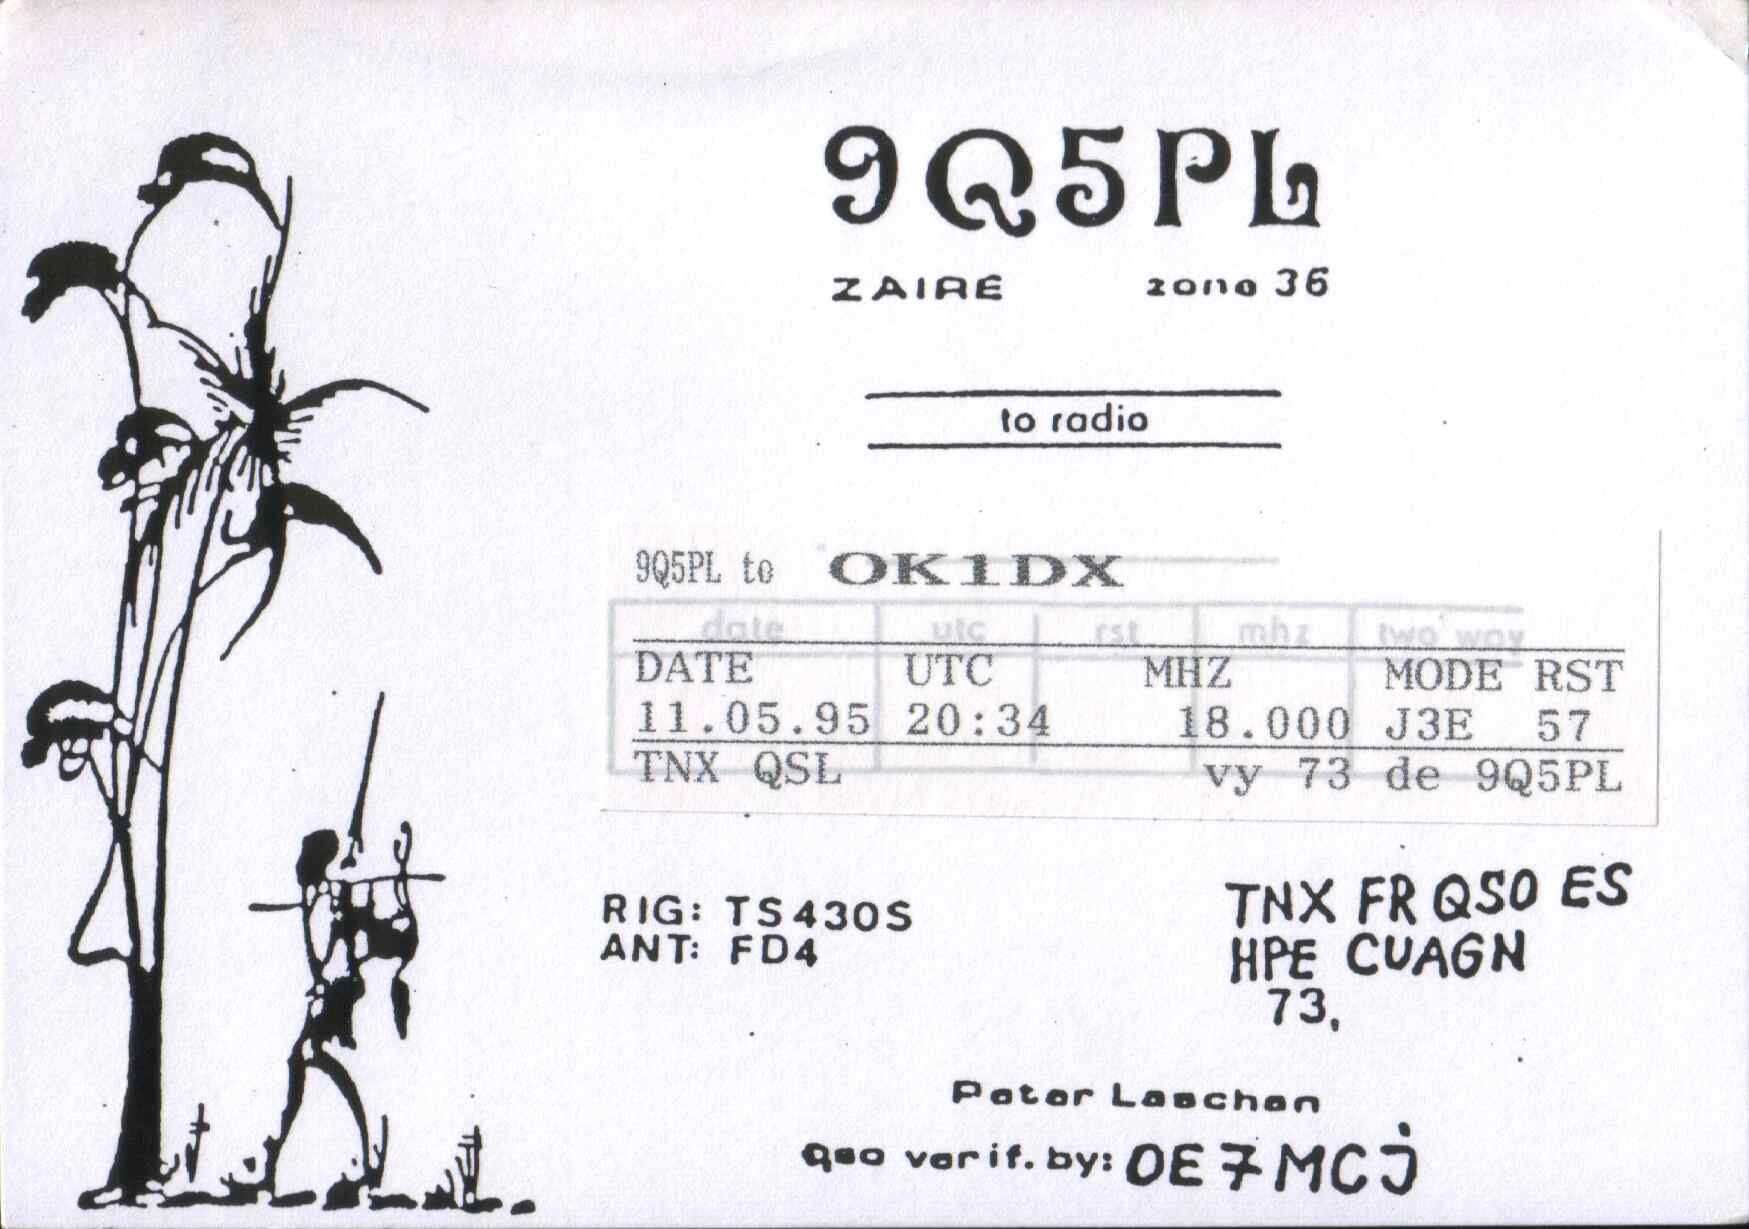 9Q5PL
ZAIRE zone 36
to radio
9Q5PL to OK1DX
date utc rst mhz two way
DATE UTC MHZ MODE RST
11.05.95 20:34 18.000 J3E 57
TNX QSL vy 73 de 9Q5PL
RIG: TS430S
ANT: FD4
TNX FR QSO ES
HPE CUAGN
73,
Peter Laschan
Qso verif. by: OE7MCJ